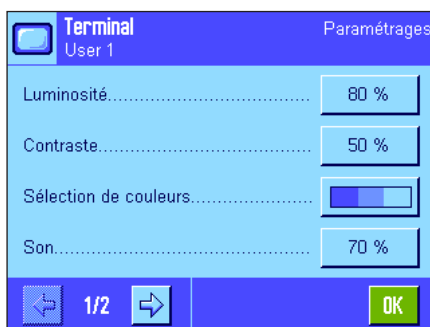 Terminal
Paramétrages
User 1
Luminosité.................................... 80 %
Contraste...................................... 50 %
Sélection de couleurs.....................
Son.............................................. 70 %
1/2
OK